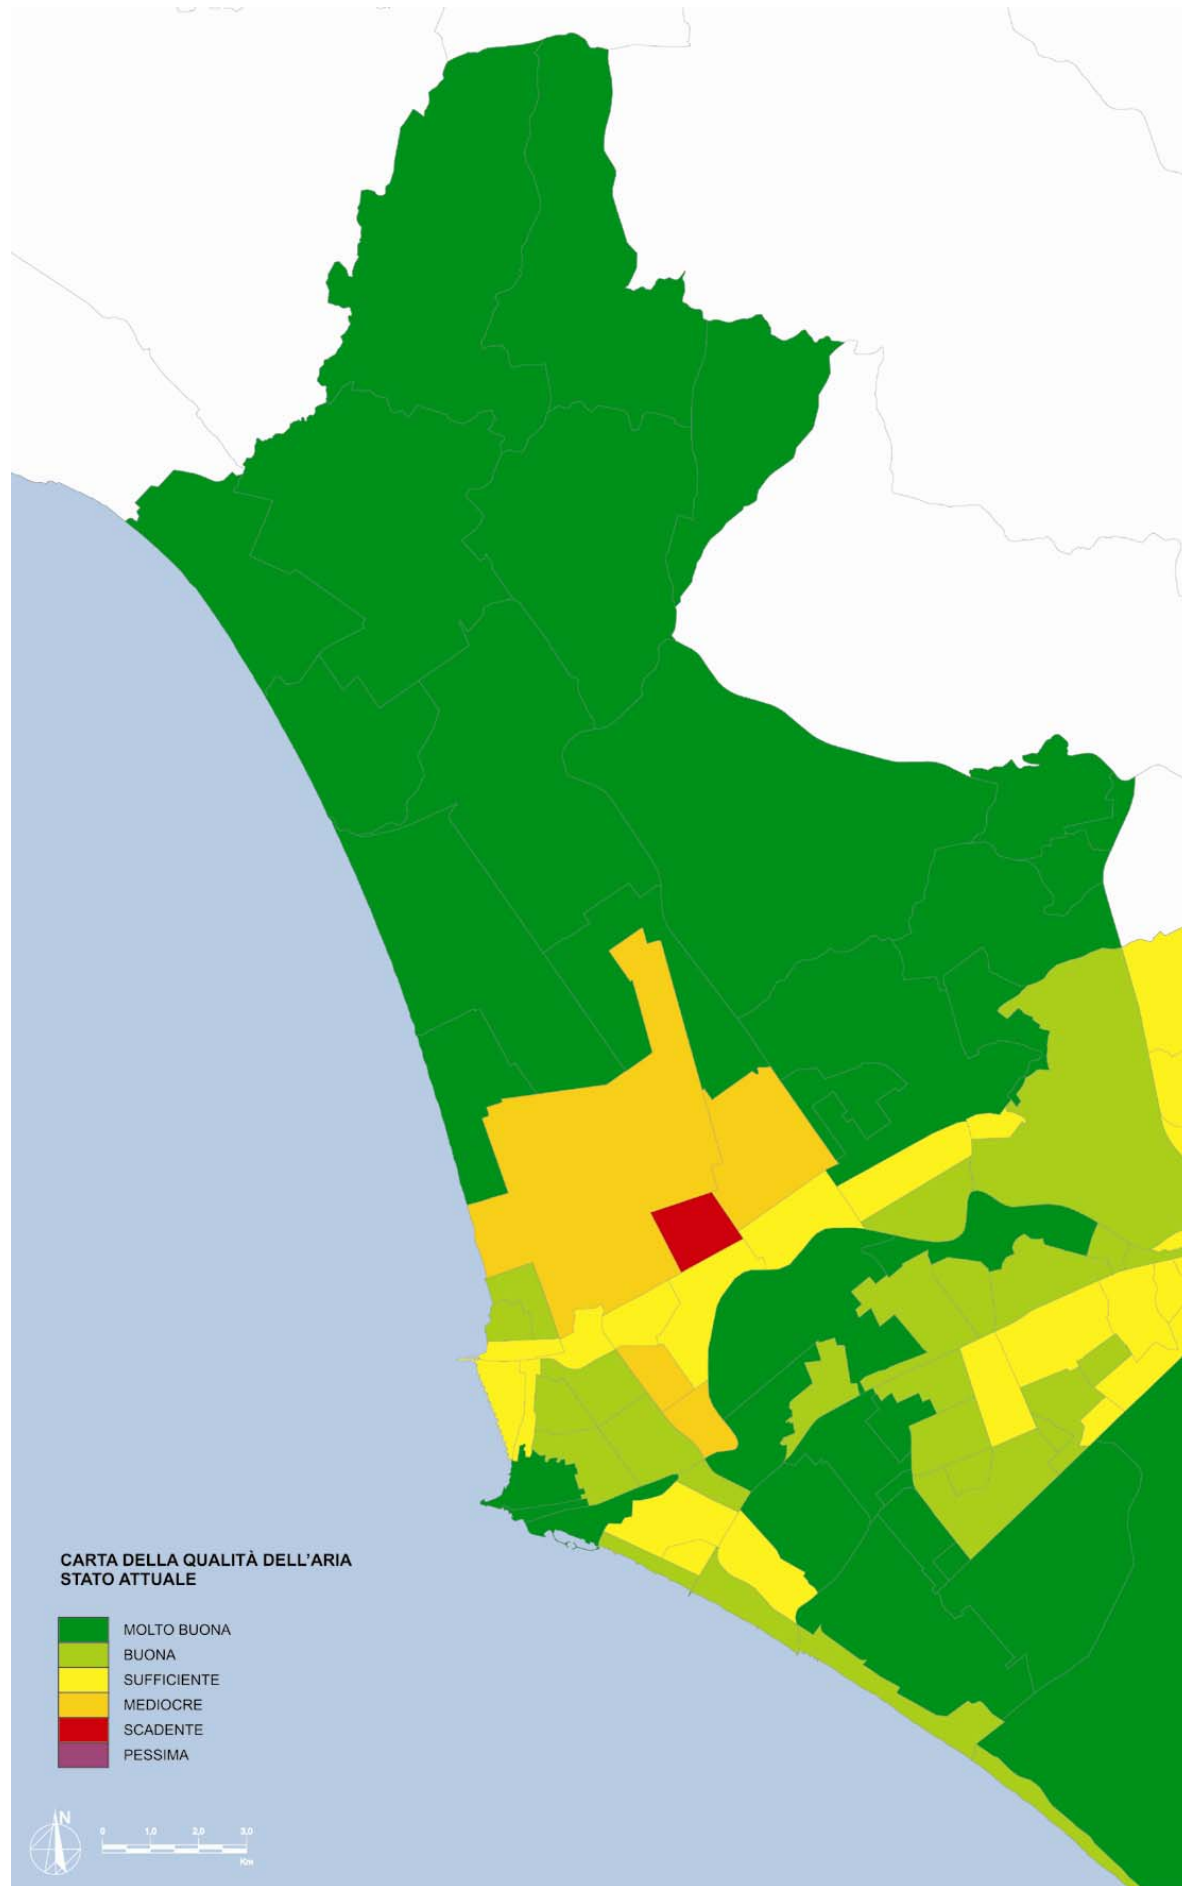 CARTA DELLA QUALITÀ DELL'ARIA
STATO ATTUALE
MOLTO BUONA
BUONA
SUFFICIENTE
MEDIOCRE
SCADENTE
PESSIMA
N
0 1,0 2,0 3,0
Km